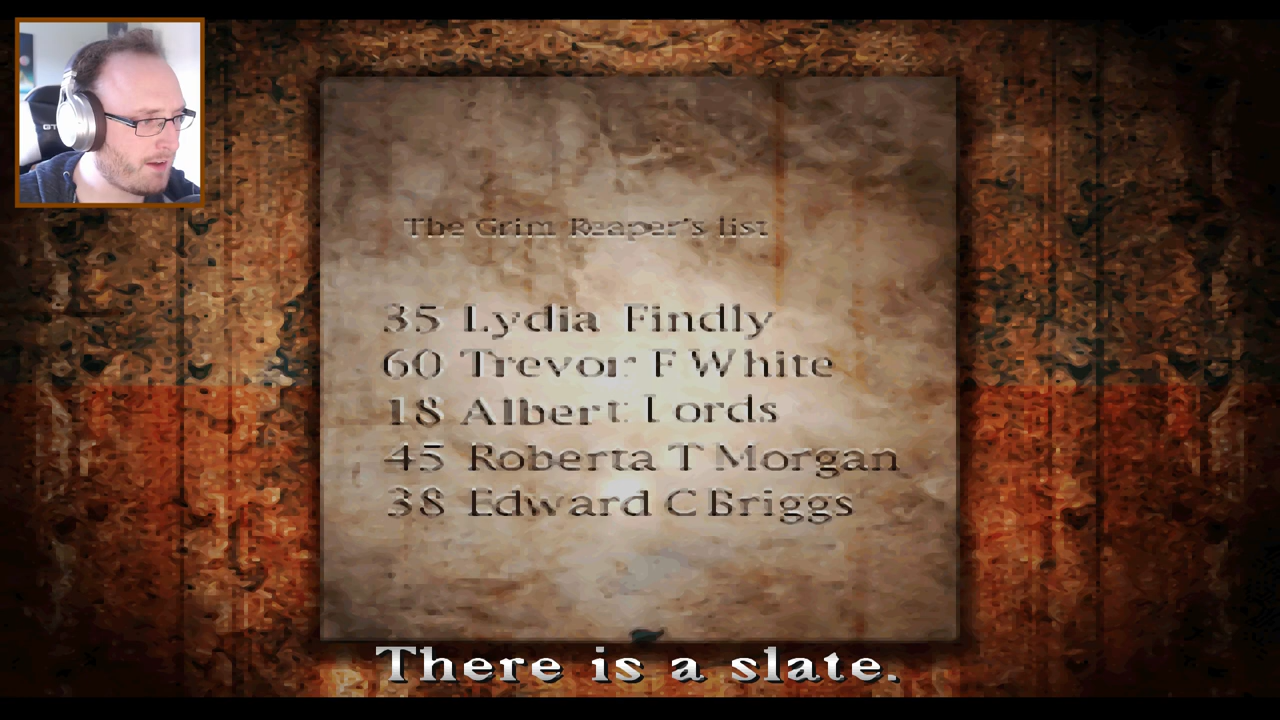 The Grim Reaper's list
35 Lydia Findly
60 Trevor F White
18 Albert Lords
45 Roberta T Morgan
38 Edward C Briggs
There is a slate.